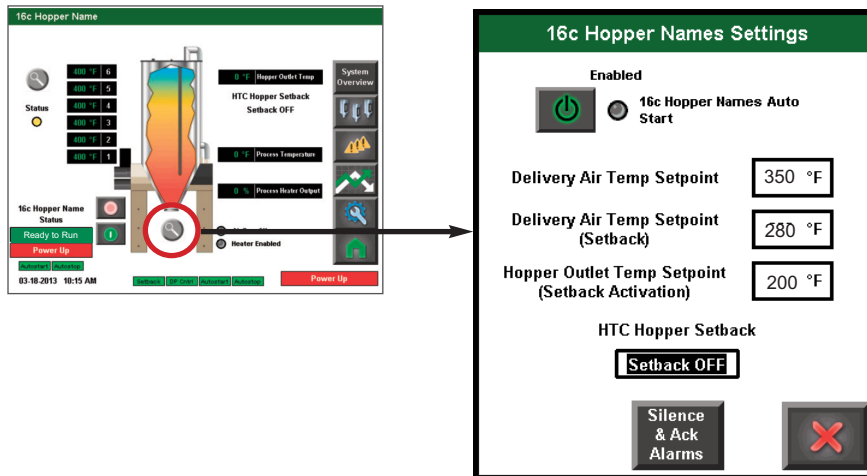 16c Hopper Name
400 °F 6
400 °F 5
400 °F 4
400 °F 3
400 °F 2
400 °F 1
Status
0 °F Hopper Outlet Temp
HTC Hopper Setback
Setback OFF
0 °F Process Temperature
0 % Process Heater Output
System
Overview
16c Hopper Name
Status
Ready to Run
Power Up
Autostart Autostop
03-18-2013 10:15 AM
Heater Enabled
Setback DP Cntrl Autostart Autostop
Power Up
16c Hopper Names Settings
Enabled
16c Hopper Names Auto
Start
Delivery Air Temp Setpoint
350 °F
Delivery Air Temp Setpoint
(Setback)
280 °F
Hopper Outlet Temp Setpoint
(Setback Activation)
200 °F
HTC Hopper Setback
Setback OFF
Silence
& Ack
Alarms